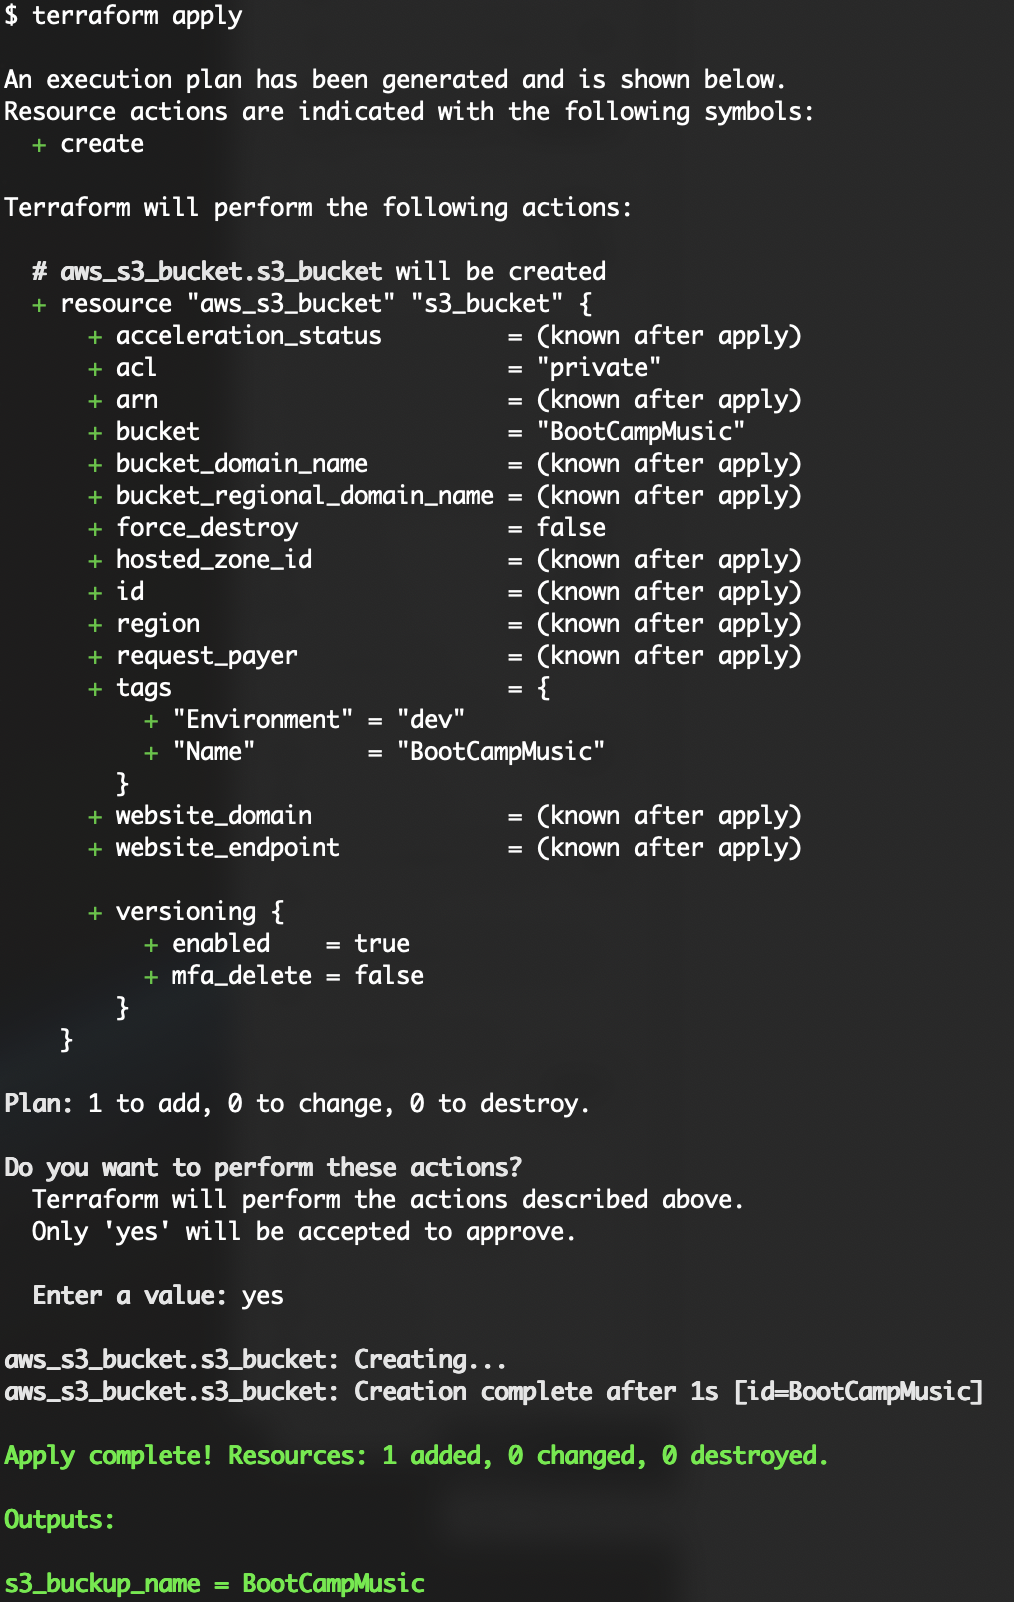 $ terraform apply
An execution plan has been generated and is shown below.
Resource actions are indicated with the following symbols:
  + create
Terraform will perform the following actions:
  # aws_s3_bucket.s3_bucket will be created
  + resource "aws_s3_bucket" "s3_bucket" {
      + acceleration_status         = (known after apply)
      + acl                         = "private"
      + arn                         = (known after apply)
      + bucket                      = "BootCampMusic"
      + bucket_domain_name          = (known after apply)
      + bucket_regional_domain_name = (known after apply)
      + force_destroy               = false
      + hosted_zone_id              = (known after apply)
      + id                          = (known after apply)
      + region                      = (known after apply)
      + request_payer               = (known after apply)
      + tags                        = {
          + "Environment" = "dev"
          + "Name"        = "BootCampMusic"
        }
      + website_domain              = (known after apply)
      + website_endpoint            = (known after apply)
      + versioning {
          + enabled    = true
          + mfa_delete = false
        }
    }
Plan: 1 to add, 0 to change, 0 to destroy.
Do you want to perform these actions?
  Terraform will perform the actions described above.
  Only 'yes' will be accepted to approve.
  Enter a value: yes
aws_s3_bucket.s3_bucket: Creating...
aws_s3_bucket.s3_bucket: Creation complete after 1s [id=BootCampMusic]
Apply complete! Resources: 1 added, 0 changed, 0 destroyed.
Outputs:
s3_buckup_name = BootCampMusic